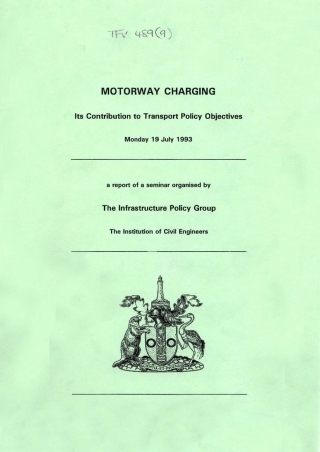 TFV 489(9)
MOTORWAY CHARGING
Its Contribution to Transport Policy Objectives
Monday 19 July 1993
a report of a seminar organised by
The Infrastructure Policy Group
The Institution of Civil Engineers